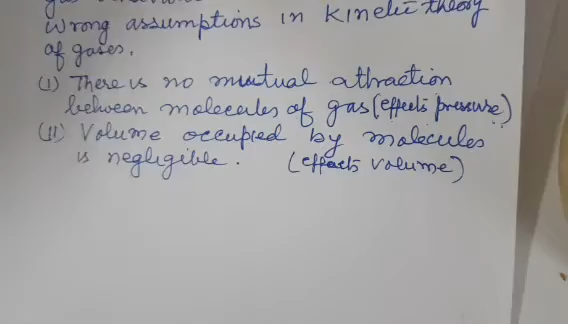 Wrong assumptions in Kinetic theory
of gases.
(I) There is no mutual attraction
between molecules of gas (effects pressure)
(II) Volume occupied by molecules
is negligible. (effects volume)